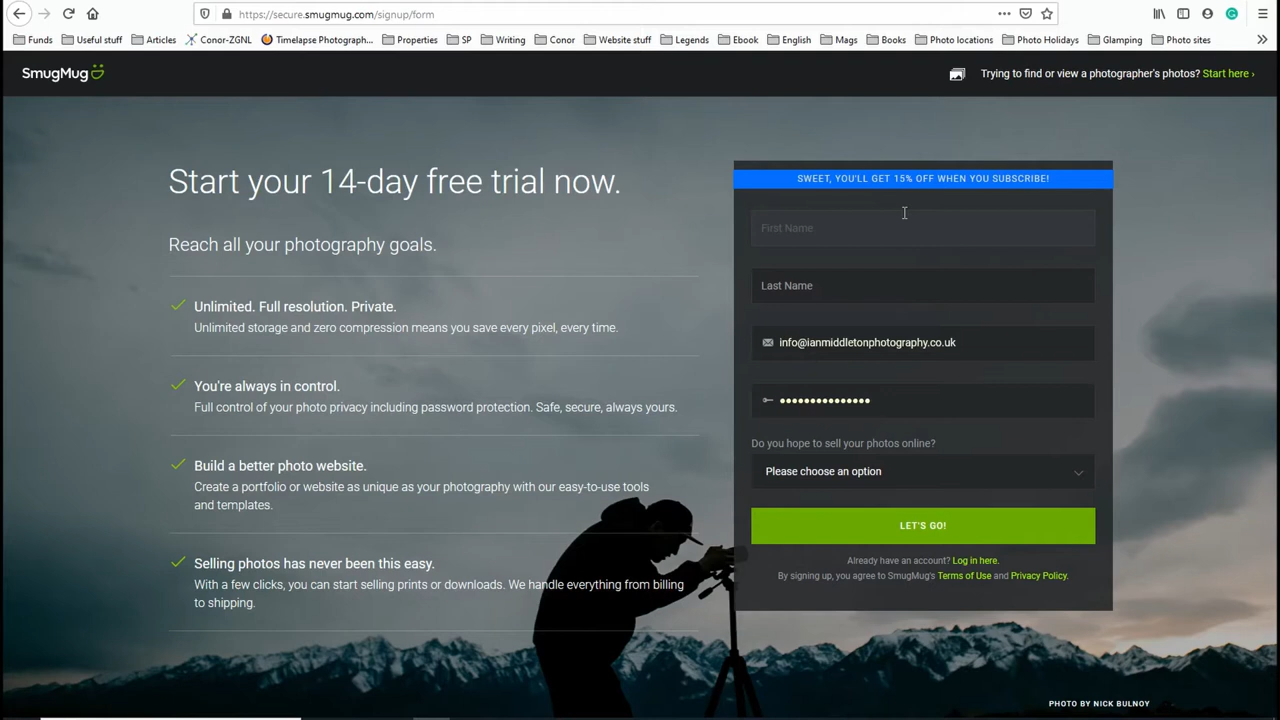 https://secure.smugmug.com/signup/form
Funds Useful stuff Articles Conor-ZGNL Timelapse Photograph... Properties SP Writing Conor Website stuff Legends Ebook English Mags Books Photo locations Photo Holidays Glamping Photo sites
SmugMug
Trying to find or view a photographer's photos? Start here ›
Start your 14-day free trial now.
Reach all your photography goals.
Unlimited. Full resolution. Private.
Unlimited storage and zero compression means you save every pixel, every time.
You're always in control.
Full control of your photo privacy including password protection. Safe, secure, always yours.
Build a better photo website.
Create a portfolio or website as unique as your photography with our easy-to-use tools
and templates.
Selling photos has never been this easy.
With a few clicks, you can start selling prints or downloads. We handle everything from billing
to shipping.
SWEET, YOU'LL GET 15% OFF WHEN YOU SUBSCRIBE!
First Name
Last Name
info@ianmiddletonphotography.co.uk
•••••••••••••••
Do you hope to sell your photos online?
Please choose an option
LET'S GO!
Already have an account? Log in here.
By signing up, you agree to SmugMug's Terms of Use and Privacy Policy.
PHOTO BY NICK BULNOY